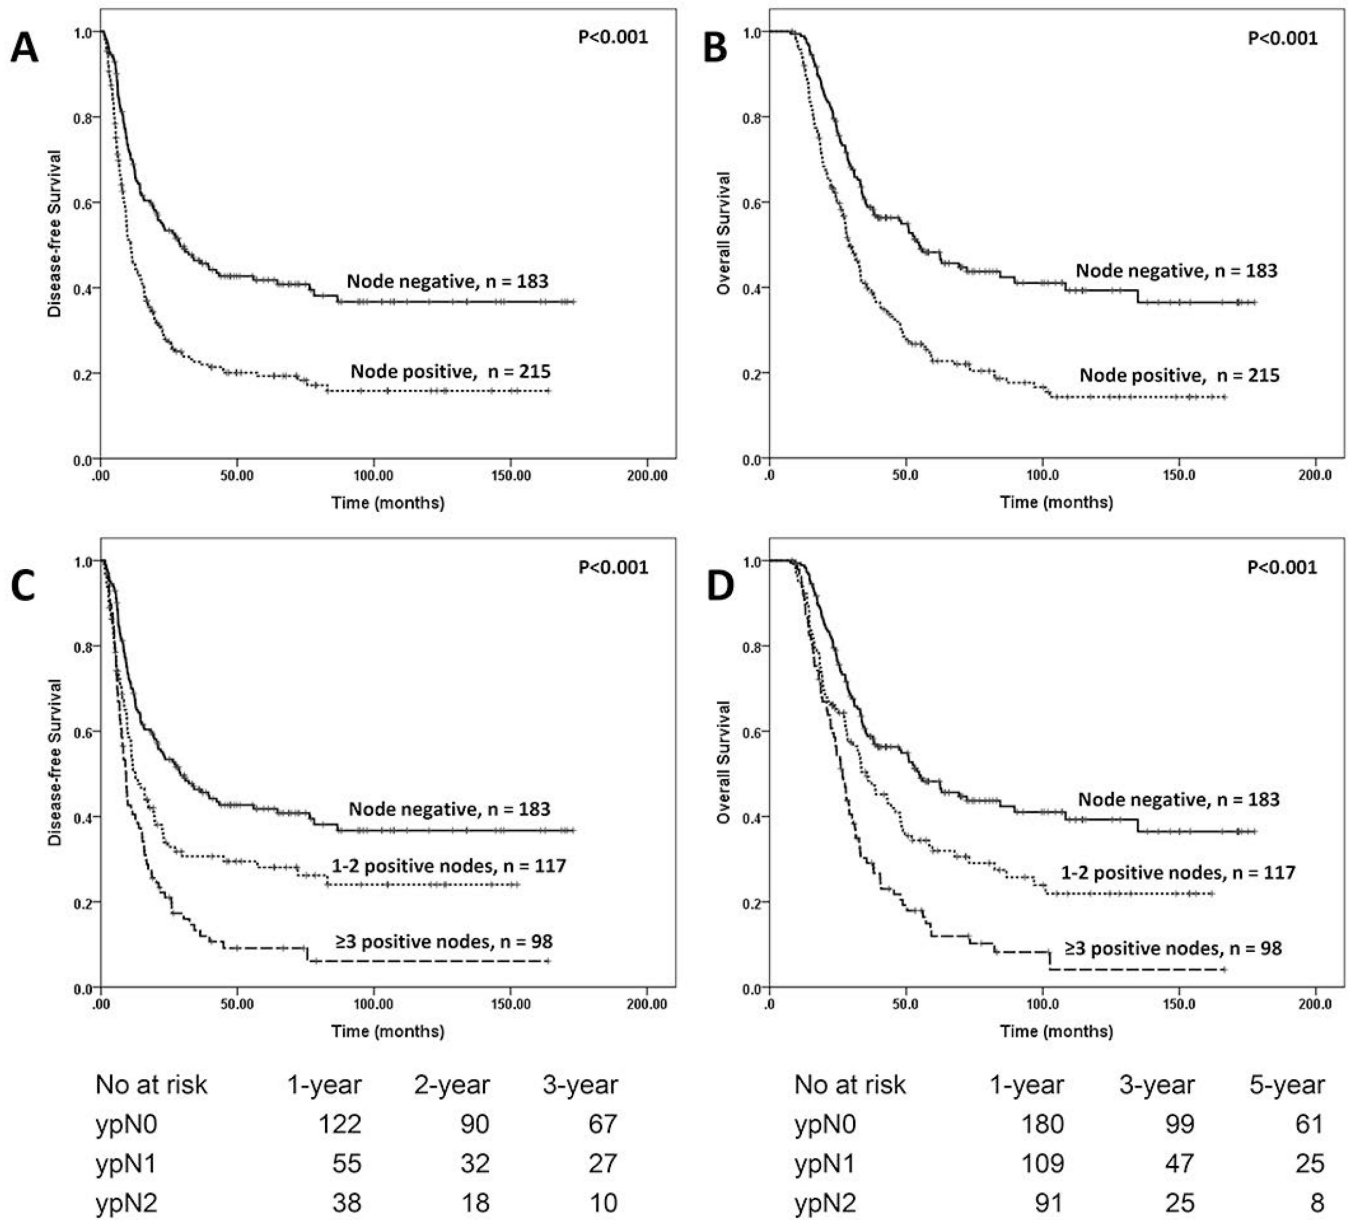 A
P<0.001
1.0
0.8
0.6
0.4
0.2
0.0
Disease-free Survival
Node negative, n = 183
Node positive,  n = 215
.00 50.00 100.00 150.00 200.00
Time (months)
B
P<0.001
1.0
0.8
0.6
0.4
0.2
0.0
Overall Survival
Node negative, n = 183
Node positive,  n = 215
.0 50.0 100.0 150.0 200.0
Time (months)
C
P<0.001
1.0
0.8
0.6
0.4
0.2
0.0
Disease-free Survival
Node negative, n = 183
1-2 positive nodes, n = 117
≥3 positive nodes, n = 98
.00 50.00 100.00 150.00 200.00
Time (months)
D
P<0.001
1.0
0.8
0.6
0.4
0.2
0.0
Overall Survival
Node negative, n = 183
1-2 positive nodes, n = 117
≥3 positive nodes, n = 98
.0 50.0 100.0 150.0 200.0
Time (months)
No at risk 1-year 2-year 3-year
ypN0 122 90 67
ypN1 55 32 27
ypN2 38 18 10
No at risk 1-year 3-year 5-year
ypN0 180 99 61
ypN1 109 47 25
ypN2 91 25 8